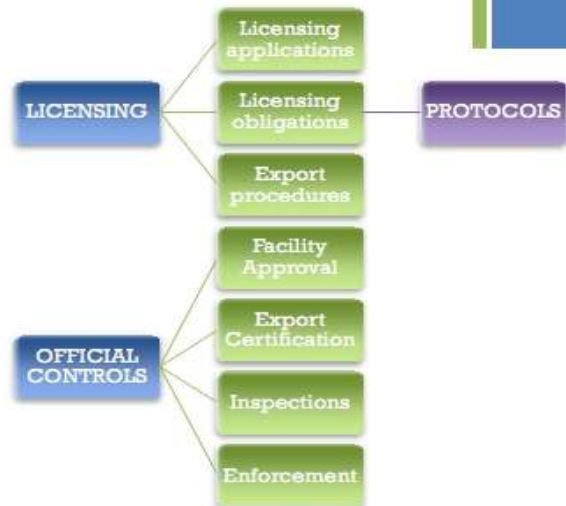 Licensing
applications
LICENSING
Licensing
obligations
PROTOCOLS
Export
procedures
Facility
Approval
Export
Certification
OFFICIAL
CONTROLS
Inspections
Enforcement